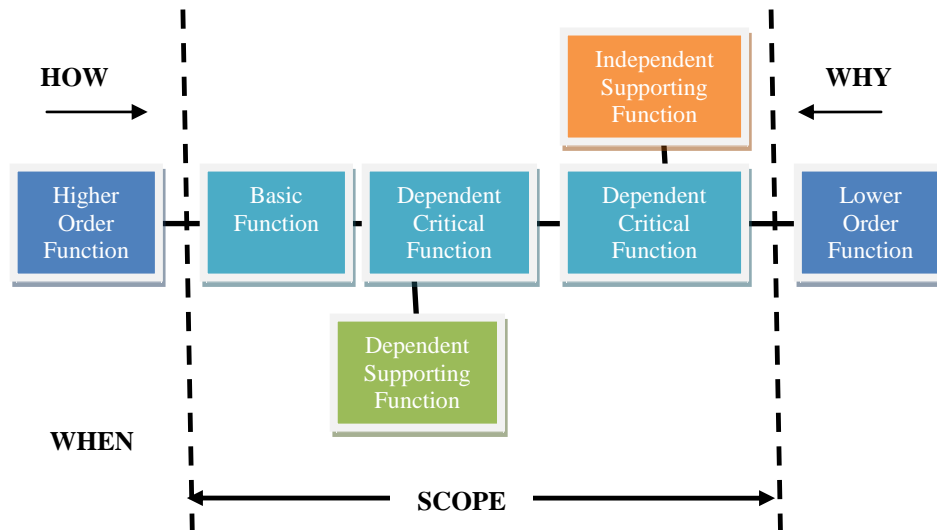 HOW
Independent
Supporting
Function
WHY
Higher
Order
Function
Basic
Function
Dependent
Critical
Function
Dependent
Critical
Function
Lower
Order
Function
Dependent
Supporting
Function
WHEN
SCOPE